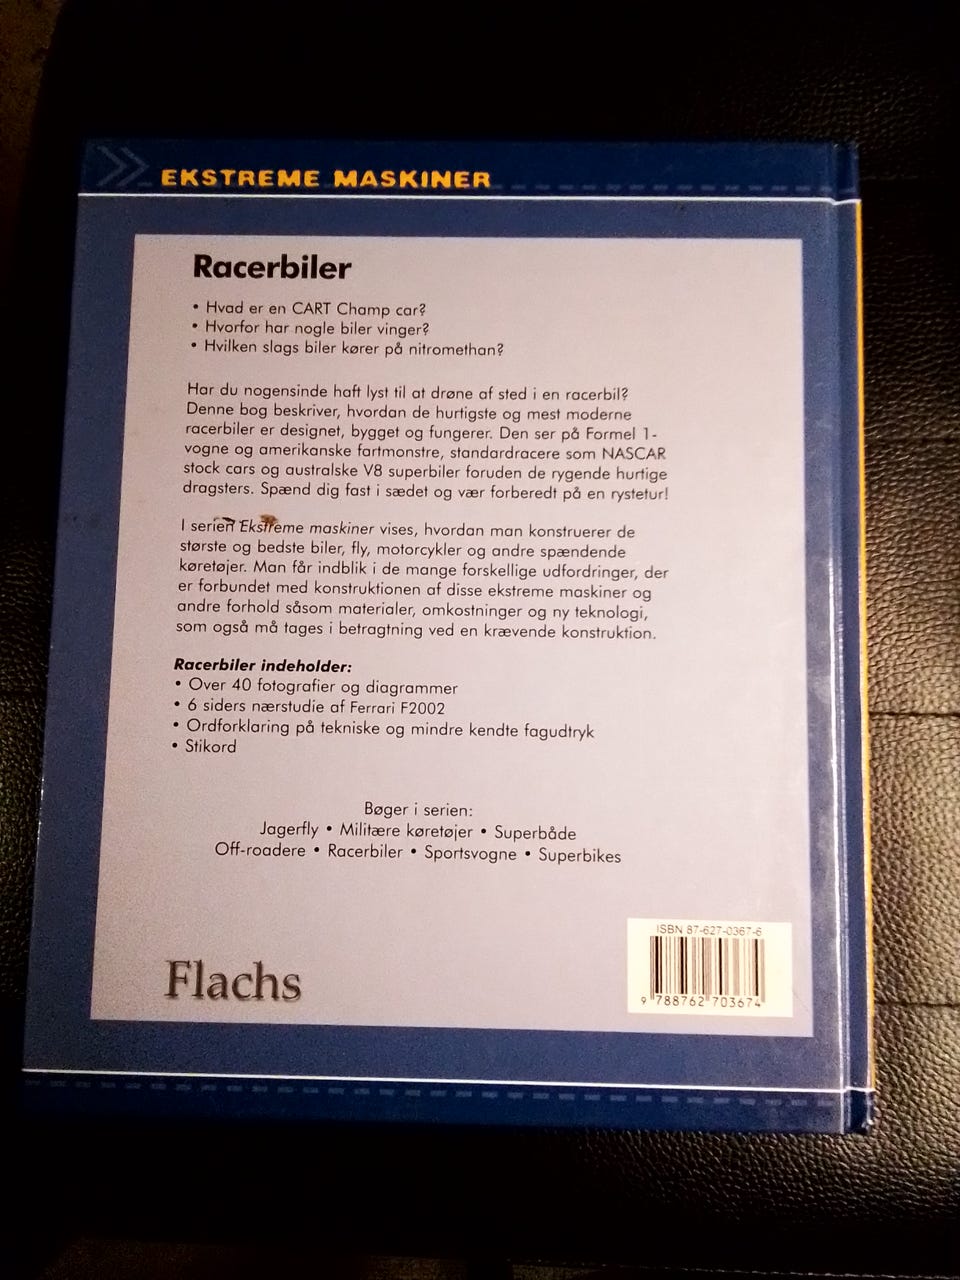 EKSTREME MASKINER
Racerbiler
• Hvad er en CART Champ car?
• Hvorfor har nogle biler vinger?
• Hvilken slags biler kører på nitromethan?
Har du nogensinde haft lyst til at drøne af sted i en racerbil?
Denne bog beskriver, hvordan de hurtigste og mest moderne
racerbiler er designet, bygget og fungerer. Den ser på Formel 1-
vogne og amerikanske fartmonstre, standardracere som NASCAR
stock cars og australske V8 superbiler foruden de rygende hurtige
dragsters. Spænd dig fast i sædet og vær forberedt på en rystetur!
I serien Ekstreme maskiner vises, hvordan man konstruerer de
største og bedste biler, fly, motorcykler og andre spændende
køretøjer. Man får indblik i de mange forskellige udfordringer, der
er forbundet med konstruktionen af disse ekstreme maskiner og
andre forhold såsom materialer, omkostninger og ny teknologi,
som også må tages i betragtning ved en krævende konstruktion.
Racerbiler indeholder:
• Over 40 fotografier og diagrammer
• 6 siders nærstudie af Ferrari F2002
• Ordforklaring på tekniske og mindre kendte fagudtryk
• Stikord
Bøger i serien:
Jagerfly • Militære køretøjer • Superbåde
Off-roadere • Racerbiler • Sportsvogne • Superbikes
ISBN 87-627-0367-6
9 788762 703674
Flachs